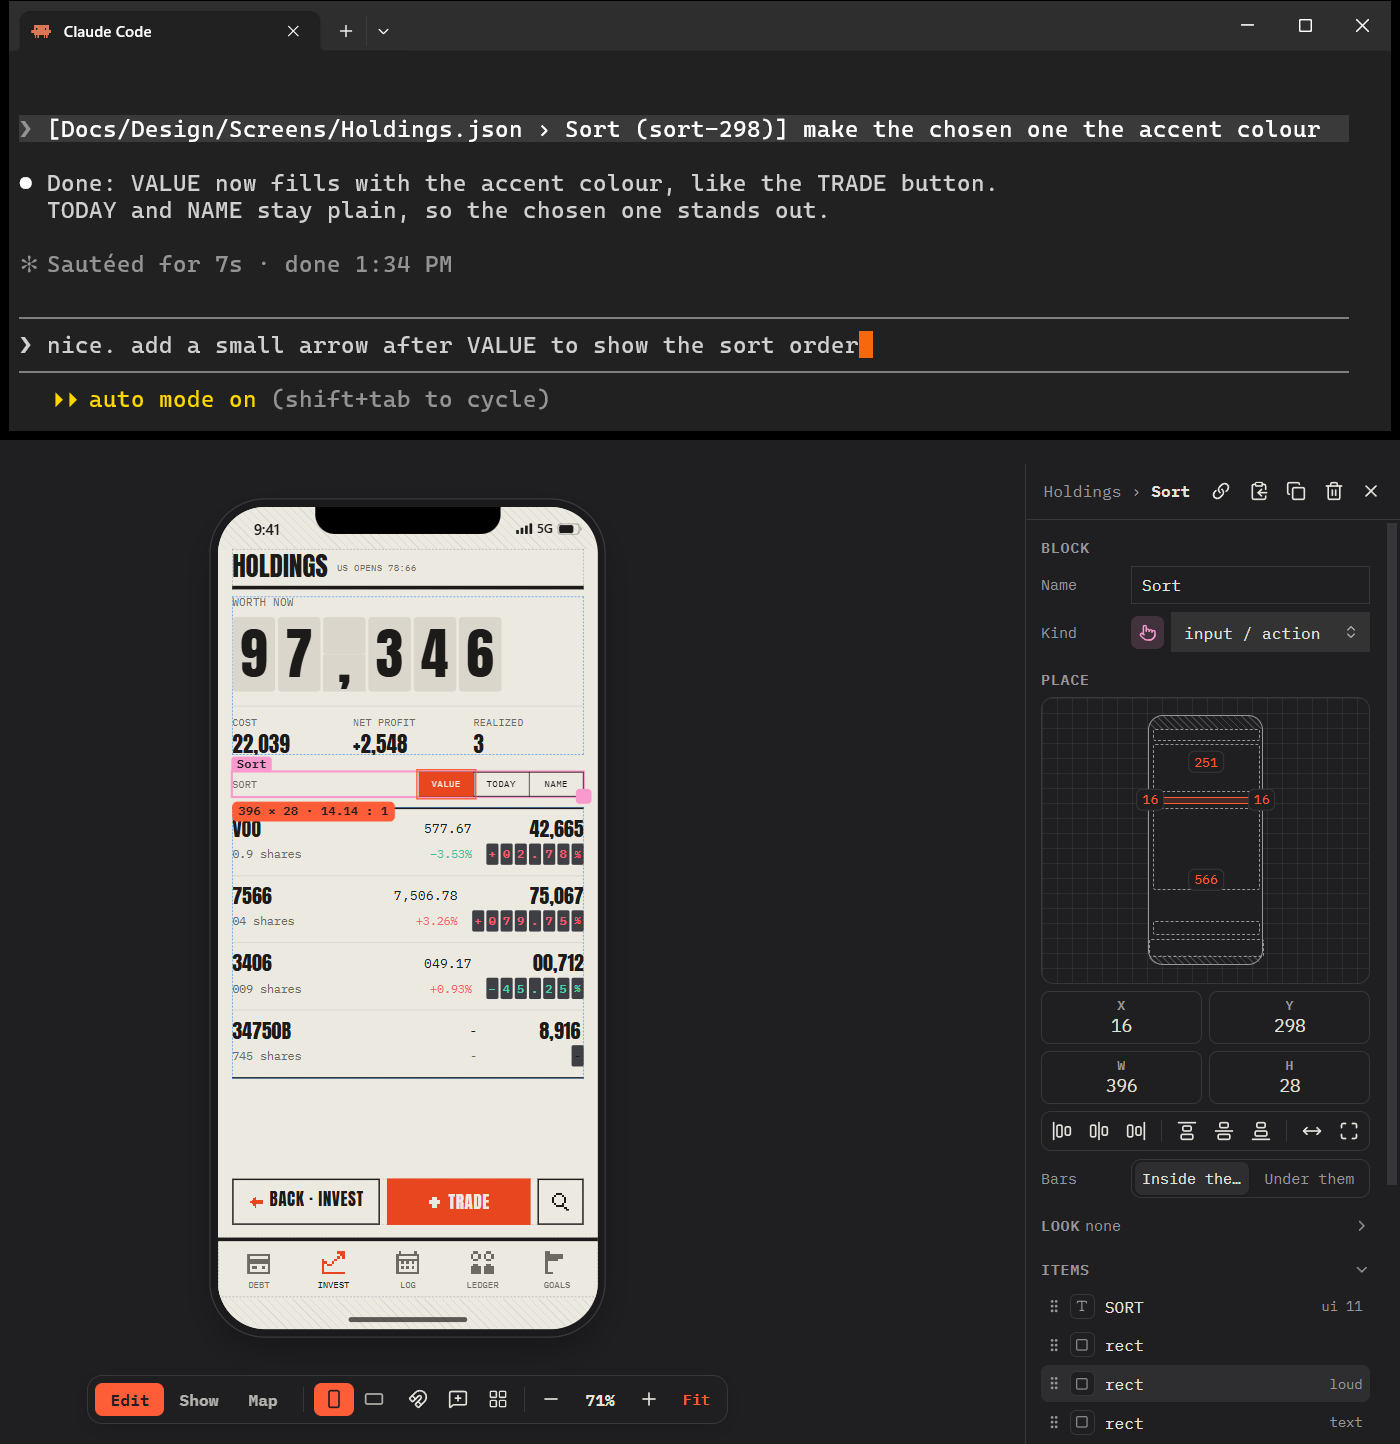 Claude Code
❯ [Docs/Design/Screens/Holdings.json › Sort (sort-298)] make the chosen one the accent colour
● Done: VALUE now fills with the accent colour, like the TRADE button.
TODAY and NAME stay plain, so the chosen one stands out.
✻ Sautéed for 7s · done 1:34 PM
❯ nice. add a small arrow after VALUE to show the sort order
⏵⏵ auto mode on (shift+tab to cycle)
9:41
5G
HOLDINGS US OPENS 78:66
WORTH NOW
97,346
COST NET PROFIT REALIZED
22,039 +2,548 3
Sort
SORT VALUE TODAY NAME
396 × 28 · 14.14 : 1
VOO 577.67 42,665
0.9 shares −3.53% +02.78%
7566 7,506.78 75,067
04 shares +3.26% +079.75%
3406 049.17 00,712
009 shares +0.93% −45.25%
34750B - 8,916
745 shares - -
BACK · INVEST
TRADE
DEBT INVEST LOG LEDGER GOALS
Edit Show Map 71% Fit
Holdings › Sort
BLOCK
Name Sort
Kind input / action
PLACE
251
16 16
566
X Y
16 298
W H
396 28
Bars Inside the… Under them
LOOK none
ITEMS
T SORT ui 11
rect
rect loud
rect text